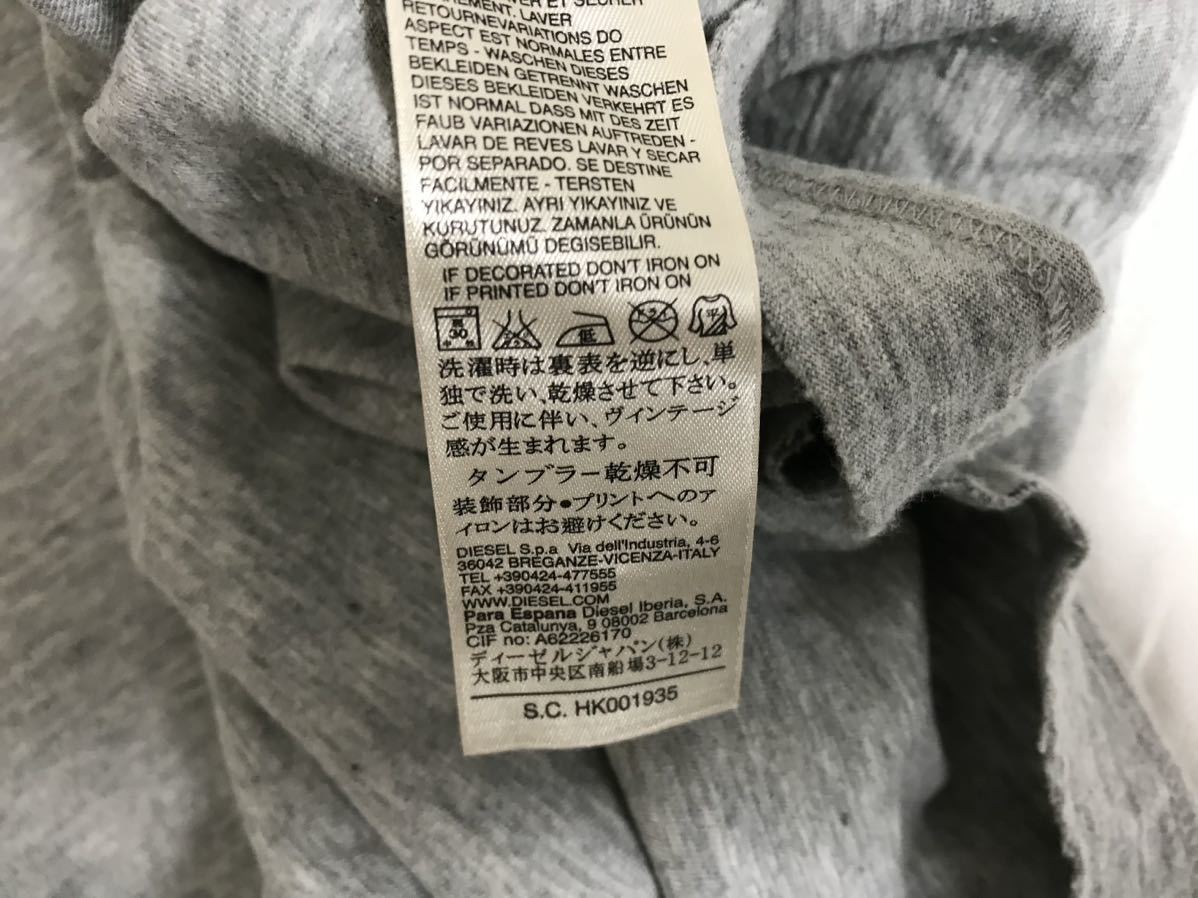 ET SECHER
LAVER
RETOURNEVARIATIONS DO
ASPECT EST NORMALES ENTRE
TEMPS - WASCHEN DIESES
BEKLEIDEN GETRENNT WASCHEN
DIESES BEKLEIDEN VERKEHRT ES
IST NORMAL DASS MIT DES ZEIT
FAUB VARIAZIONEN AUFTREDEN -
LAVAR DE REVES LAVAR Y SECAR
POR SEPARADO. SE DESTINE
FACILMENTE - TERSTEN
YIKAYINIZ. AYRI YIKAYINIZ VE
KURUTUNUZ. ZAMANLA ÜRÜNÜN
GÖRÜNÜMÜ DEGISEBILIR.
IF DECORATED DON'T IRON ON
IF PRINTED DON'T IRON ON
30 低 平
洗濯時は裏表を逆にし、単
独で洗い、乾燥させて下さい。
ご使用に伴い、ヴィンテージ
感が生まれます。
タンブラー乾燥不可
装飾部分●プリントへのア
イロンはお避けください。
DIESEL S.p.a Via dell'Industria, 4-6
36042 BREGANZE-VICENZA-ITALY
TEL +390424-477555
FAX +390424-411955
WWW.DIESEL.COM
Para Espana Diesel Iberia, S.A.
Pza Catalunya, 9 08002 Barcelona
CIF no: A62226170
ディーゼルジャパン(株)
大阪市中央区南船場3-12-12
S.C. HK001935